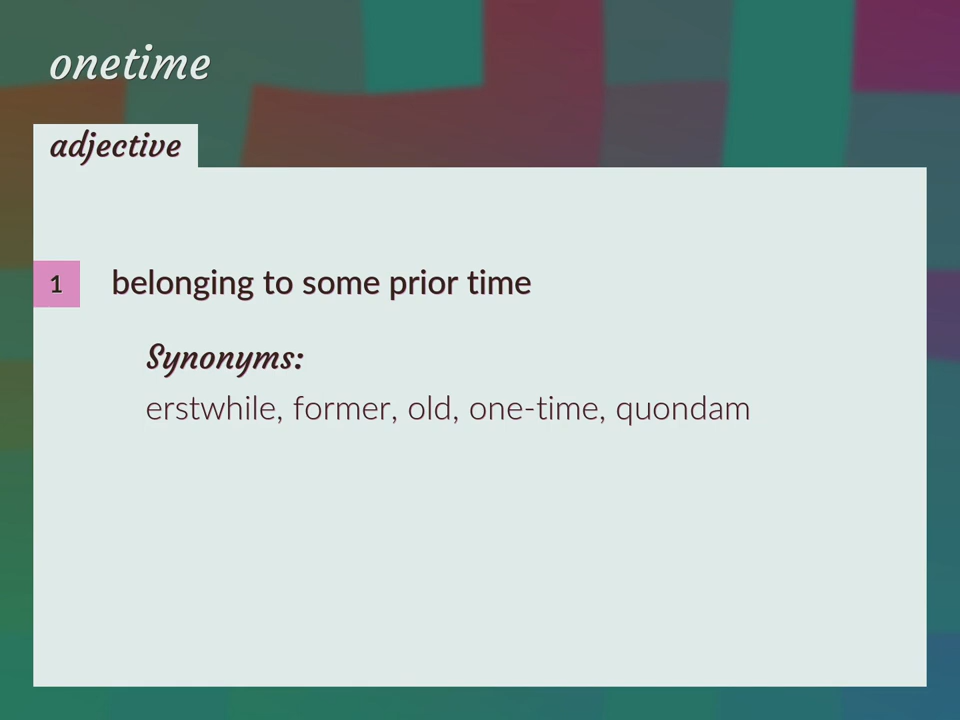 onetime
adjective
1 belonging to some prior time
Synonyms:
erstwhile, former, old, one-time, quondam